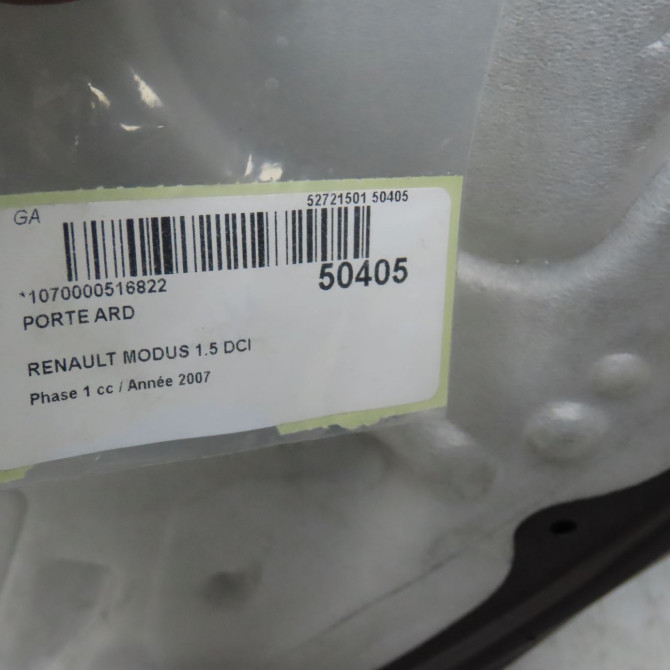 GA
52721501 50405
*1070000516822
50405
PORTE ARD
RENAULT MODUS 1.5 DCI
Phase 1 cc / Année 2007